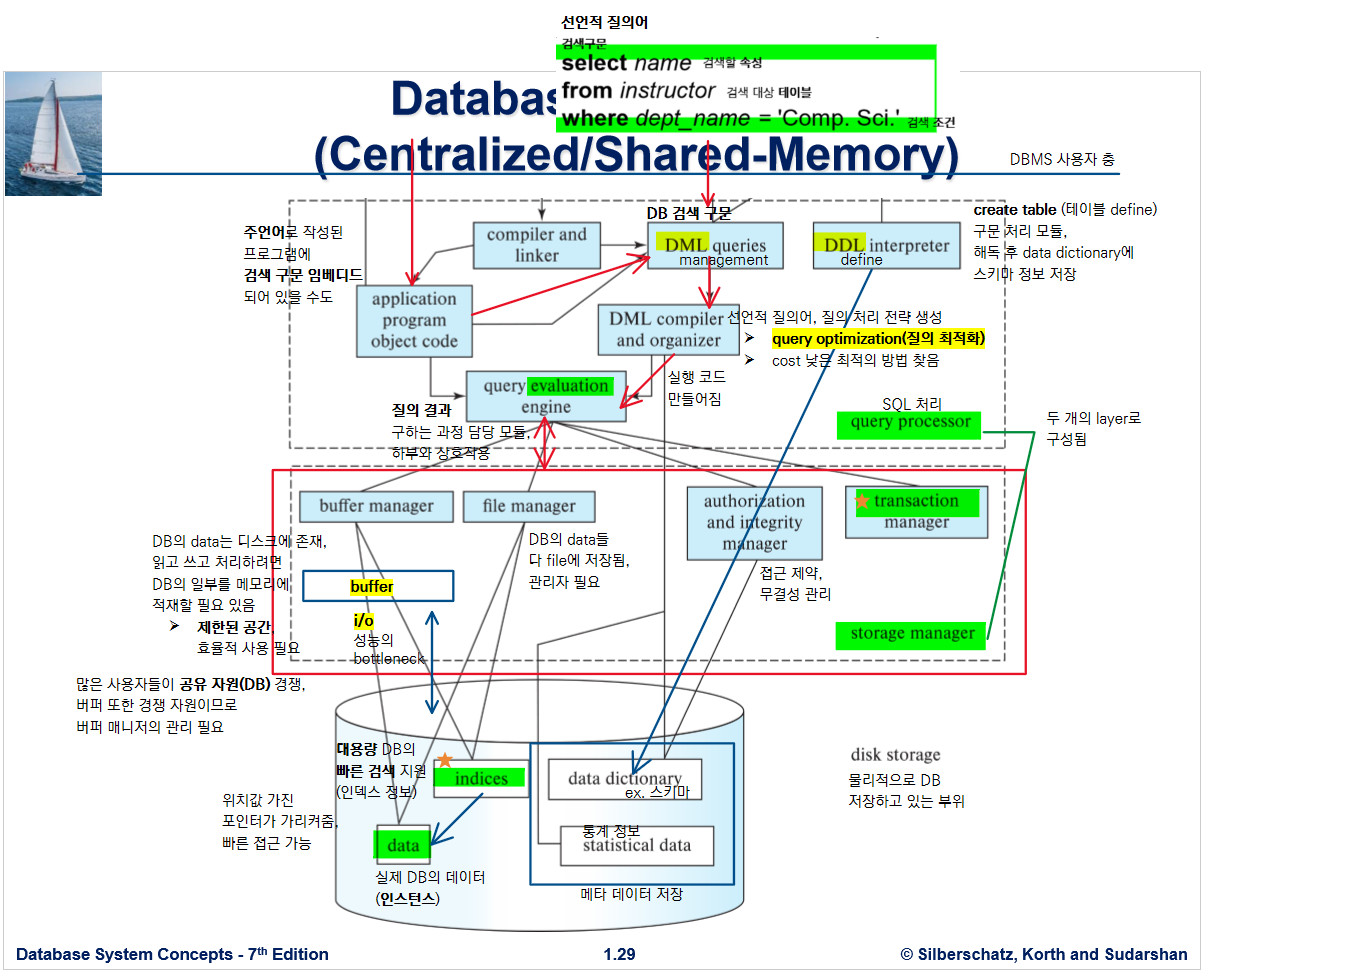 선언적 질의어
검색구문
select name 검색할 속성
from instructor 검색 대상 테이블
where dept_name = 'Comp. Sci.' 검색 조건
Databas
(Centralized/Shared-Memory)
DBMS 사용자 층
DB 검색 구문
주언어로 작성된
프로그램에
검색 구문 임베디드
되어 있을 수도
compiler and
linker
DML queries
management
DDL interpreter
define
create table (테이블 define)
구문 처리 모듈,
해독 후 data dictionary에
스키마 정보 저장
application
program
object code
DML compiler
and organizer
선언적 질의어, 질의 처리 전략 생성
➢ query optimization(질의 최적화)
➢ cost 낮은 최적의 방법 찾음
query evaluation
engine
실행 코드
만들어짐
질의 결과
구하는 과정 담당 모듈,
하부와 상호작용
SQL 처리
query processor
두 개의 layer로
구성됨
buffer manager
file manager
authorization
and integrity
manager
transaction
manager
DB의 data는 디스크에 존재,
읽고 쓰고 처리하려면
DB의 일부를 메모리에
적재할 필요 있음
➢ 제한된 공간,
효율적 사용 필요
DB의 data들
다 file에 저장됨,
관리자 필요
접근 제약,
무결성 관리
buffer
i/o
성능의
bottleneck
storage manager
많은 사용자들이 공유 자원(DB) 경쟁,
버퍼 또한 경쟁 자원이므로
버퍼 매니저의 관리 필요
대용량 DB의
빠른 검색 지원
(인덱스 정보)
indices
data dictionary
ex. 스키마
disk storage
물리적으로 DB
저장하고 있는 부위
위치값 가진
포인터가 가리켜줌,
빠른 접근 가능
data
통계 정보
statistical data
실제 DB의 데이터
(인스턴스)
메타 데이터 저장
Database System Concepts - 7th Edition
1.29
© Silberschatz, Korth and Sudarshan